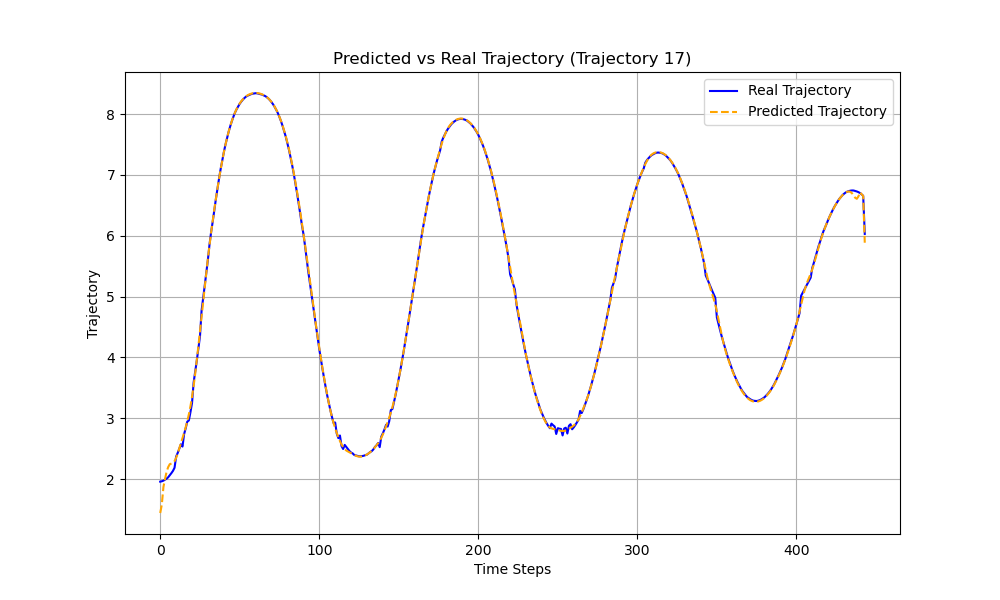 Predicted vs Real Trajectory (Trajectory 17)
Real Trajectory
Predicted Trajectory
8
7
6
5
4
3
2
Trajectory
0 100 200 300 400
Time Steps